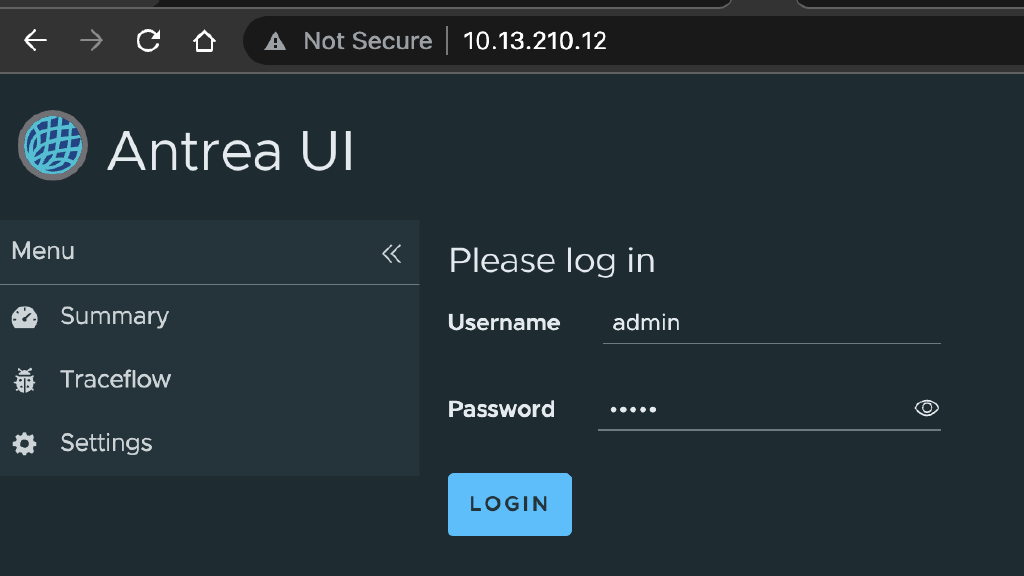 Not Secure | 10.13.210.12
Antrea UI
Menu
Summary
Traceflow
Settings
Please log in
Username admin
Password •••••
LOGIN